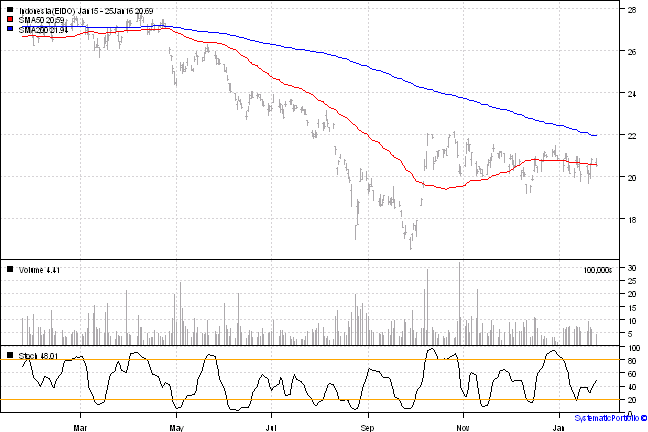 Indonesia(EIDO) Jan15 - 25Jan16 20.69
SMA50 20.59
SMA200 21.94
28
26
24
22
20
18
Volume 4.41
100,000s
30
25
20
15
10
5
Stoch 48.01
100
80
60
40
20
0
Mar May Jul Sep Nov Jan
SystematicPortfolio ©